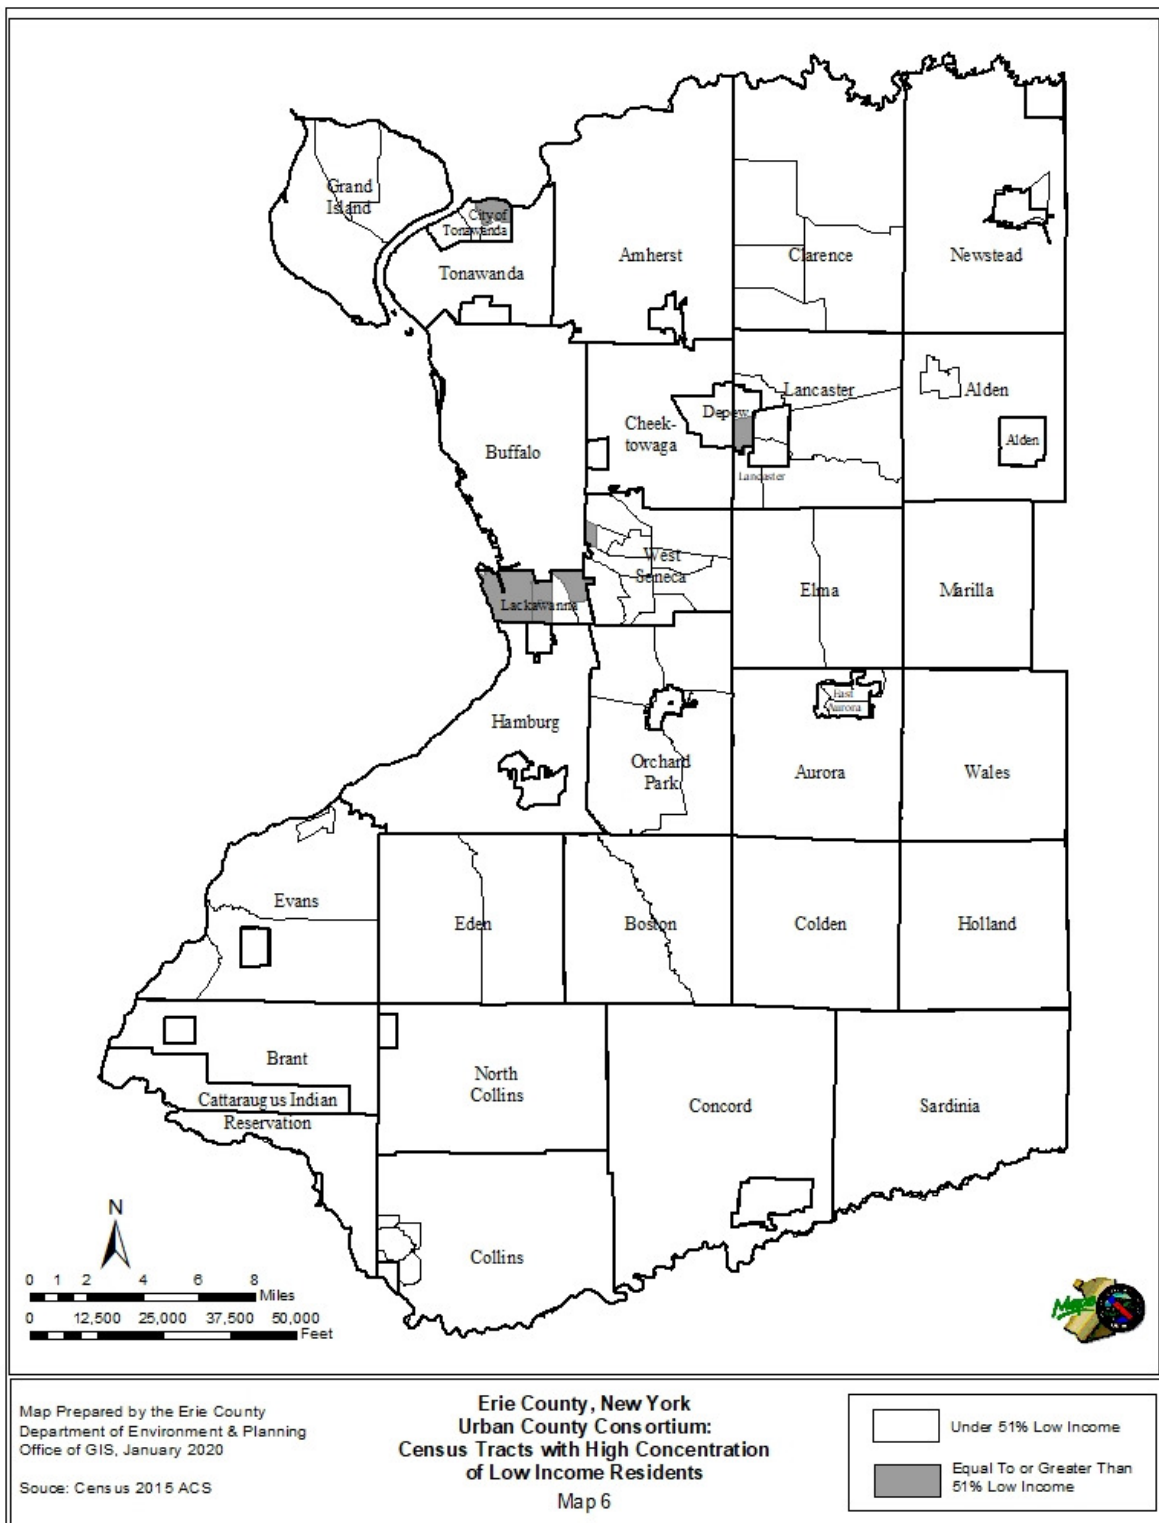 Grand
Island
City of
Tonawanda
Tonawanda
Amherst
Clarence
Newstead
Buffalo
Cheek-
towaga
Depew
Lancaster
Lancaster
Alden
Alden
West
Seneca
Lackawanna
Elma
Marilla
Hamburg
Orchard
Park
East
Aurora
Aurora
Wales
Evans
Eden
Boston
Colden
Holland
Brant
Cattaraugus Indian
Reservation
North
Collins
Concord
Sardinia
Collins
N
0 1 2 4 6 8
Miles
0 12,500 25,000 37,500 50,000
Feet
Maps
Map Prepared by the Erie County
Department of Environment & Planning
Office of GIS, January 2020
Souce: Census 2015 ACS
Erie County, New York
Urban County Consortium:
Census Tracts with High Concentration
of Low Income Residents
Map 6
Under 51% Low Income
Equal To or Greater Than
51% Low Income